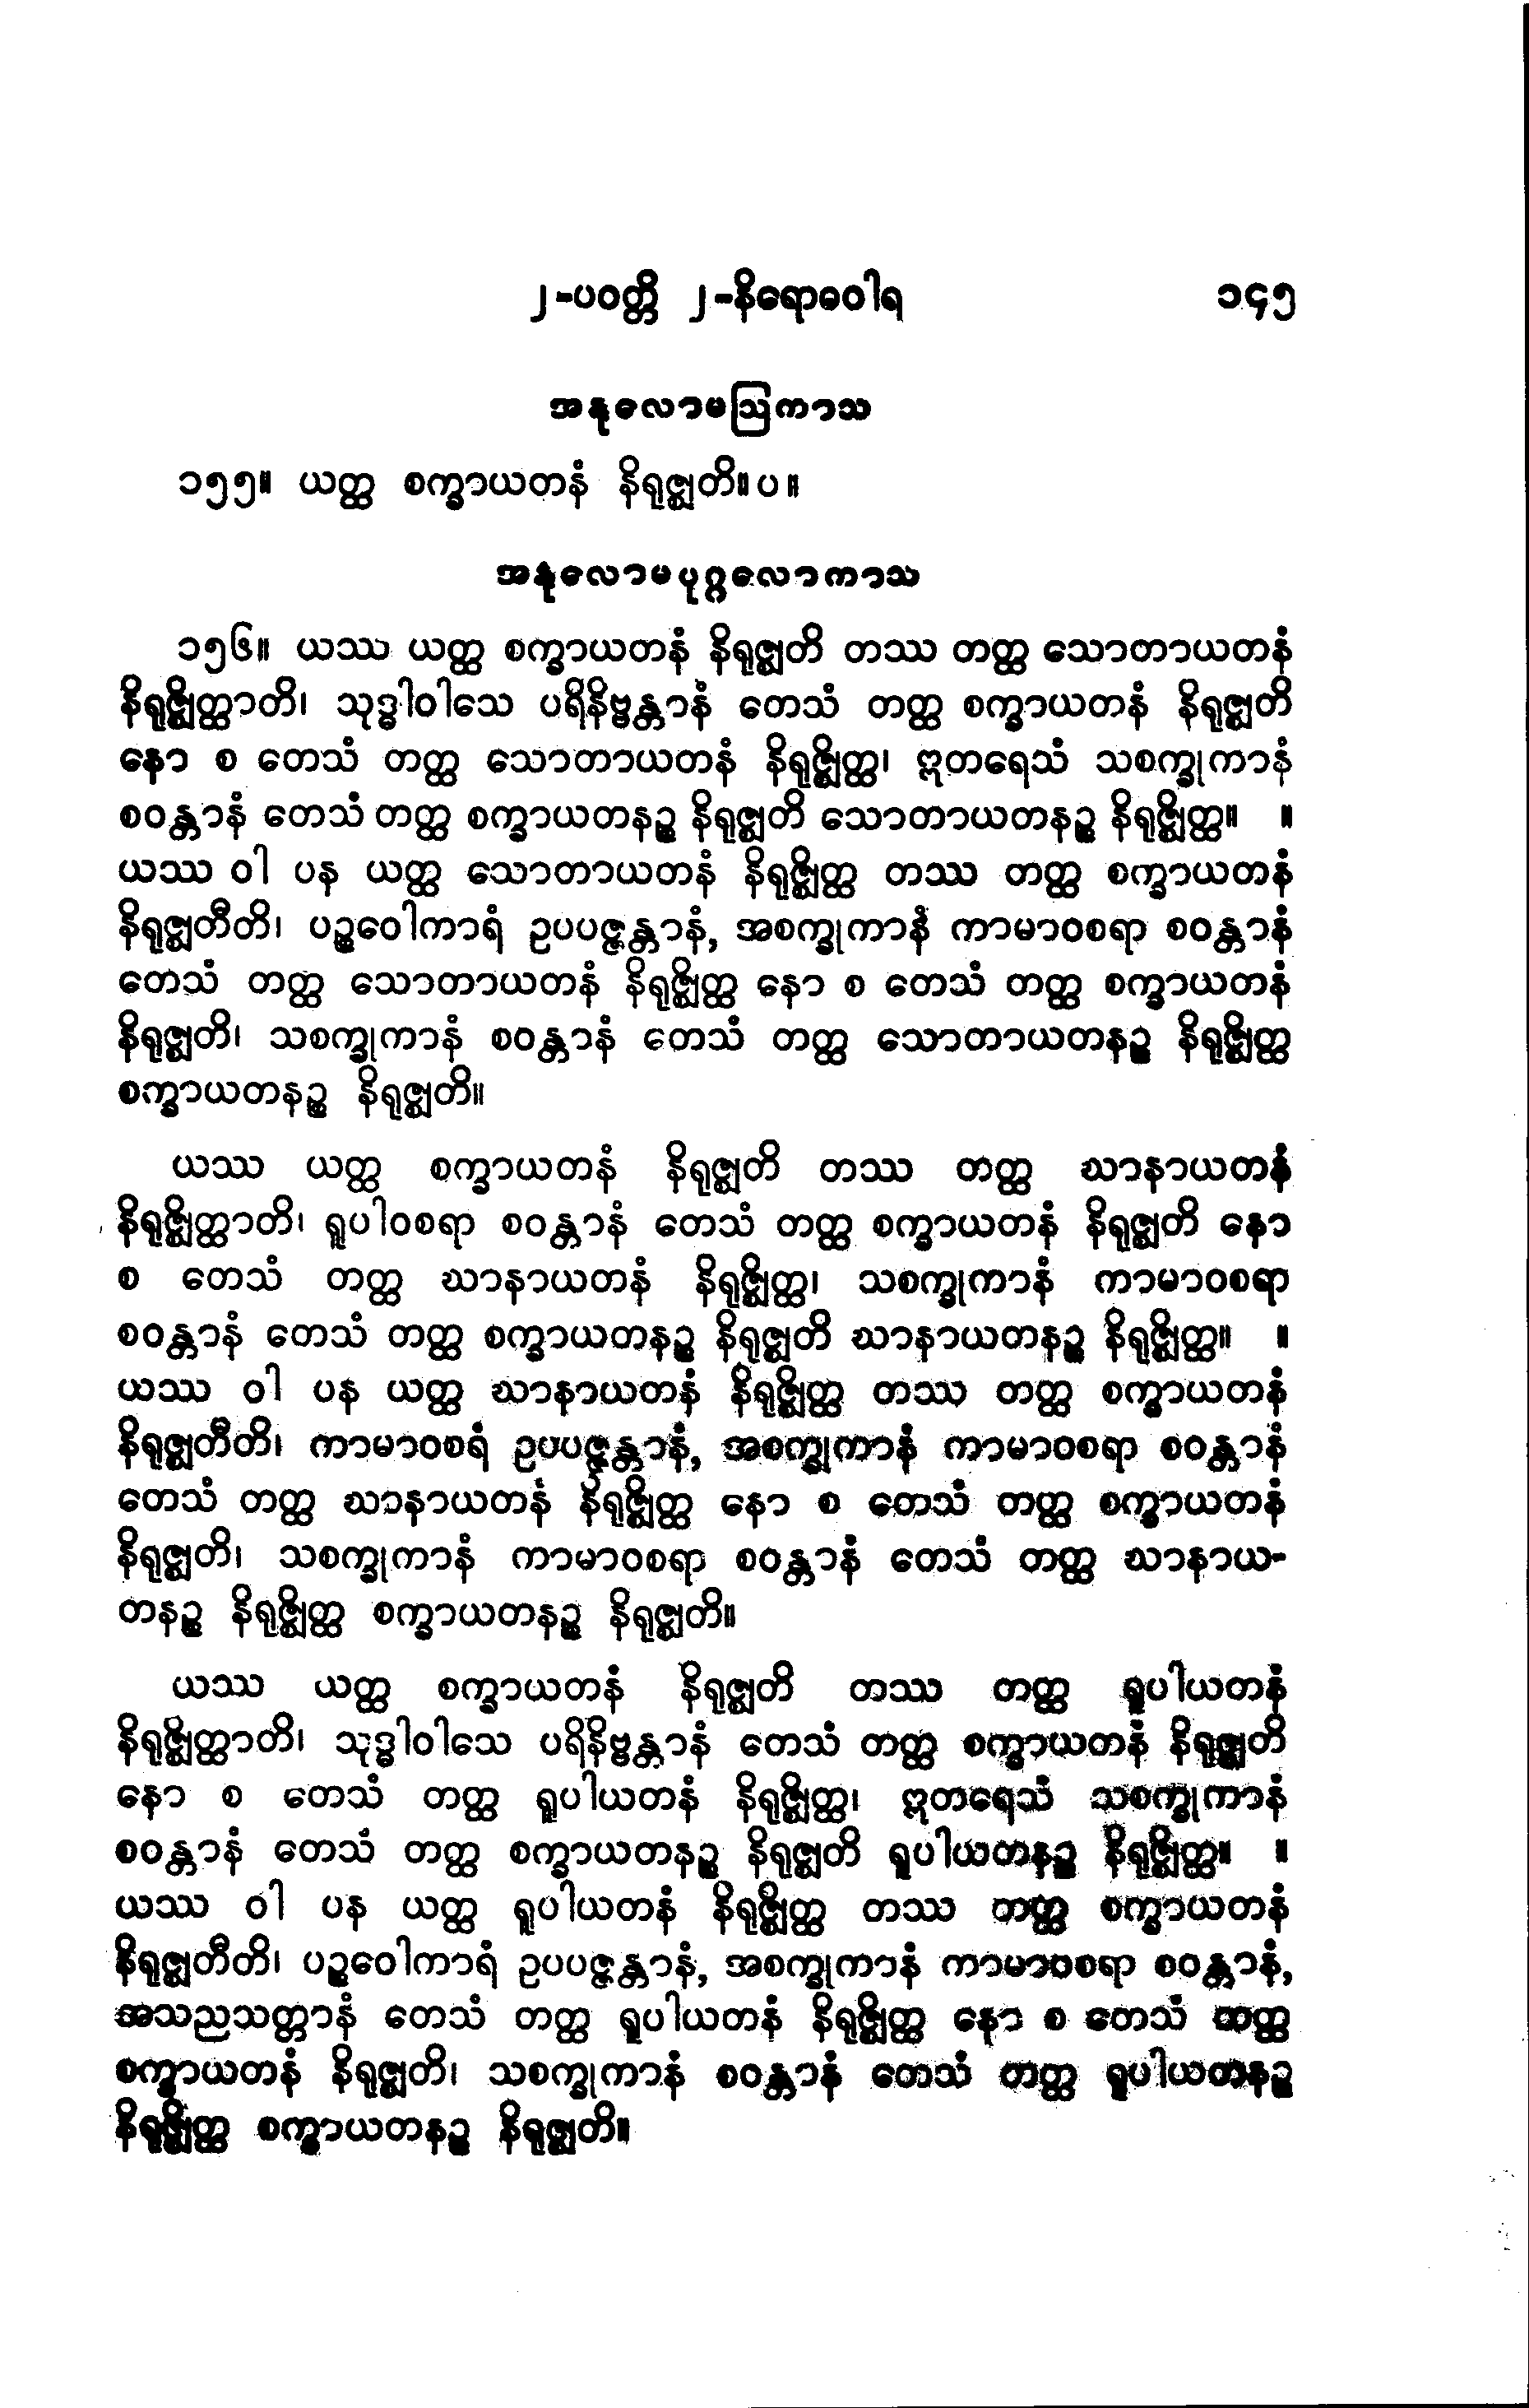 ၂-ပဝတ္တိ ၂-နိရောဓဝါရ ၁၄၅
အနုလောမဩကာသ
၁၅၅။ ယတ္ထ စက္ခာယတနံ နိရုဇ္ဈတိ။ပ။
အနုလောမပုဂ္ဂလောကာသ
၁၅၆။ ယဿ ယတ္ထ စက္ခာယတနံ နိရုဇ္ဈတိ တဿ တတ္ထ သောတာယတနံ
နိရုဇ္ဈိတ္ထာတိ၊ သုဒ္ဓါဝါသေ ပရိနိဗ္ဗန္တာနံ တေသံ တတ္ထ စက္ခာယတနံ နိရုဇ္ဈတိ
နော စ တေသံ တတ္ထ သောတာယတနံ နိရုဇ္ဈိတ္ထ၊ ဣတရေသံ သစက္ခုကာနံ
စဝန္တာနံ တေသံ တတ္ထ စက္ခာယတနဉ္စ နိရုဇ္ဈတိ သောတာယတနဉ္စ နိရုဇ္ဈိတ္ထ။ ။
ယဿ ဝါ ပန ယတ္ထ သောတာယတနံ နိရုဇ္ဈိတ္ထ တဿ တတ္ထ စက္ခာယတနံ
နိရုဇ္ဈတီတိ၊ ပဉ္စဝေါကာရံ ဥပပဇ္ဇန္တာနံ, အစက္ခုကာနံ ကာမာဝစရာ စဝန္တာနံ
တေသံ တတ္ထ သောတာယတနံ နိရုဇ္ဈိတ္ထ နော စ တေသံ တတ္ထ စက္ခာယတနံ
နိရုဇ္ဈတိ၊ သစက္ခုကာနံ စဝန္တာနံ တေသံ တတ္ထ သောတာယတနဉ္စ နိရုဇ္ဈိတ္ထ
စက္ခာယတနဉ္စ နိရုဇ္ဈတိ။
ယဿ ယတ္ထ စက္ခာယတနံ နိရုဇ္ဈတိ တဿ တတ္ထ ဃာနာယတနံ
နိရုဇ္ဈိတ္ထာတိ၊ ရူပါဝစရာ စဝန္တာနံ တေသံ တတ္ထ စက္ခာယတနံ နိရုဇ္ဈတိ နော
စ တေသံ တတ္ထ ဃာနာယတနံ နိရုဇ္ဈိတ္ထ၊ သစက္ခုကာနံ ကာမာဝစရာ
စဝန္တာနံ တေသံ တတ္ထ စက္ခာယတနဉ္စ နိရုဇ္ဈတိ ဃာနာယတနဉ္စ နိရုဇ္ဈိတ္ထ။ ။
ယဿ ဝါ ပန ယတ္ထ ဃာနာယတနံ နိရုဇ္ဈိတ္ထ တဿ တတ္ထ စက္ခာယတနံ
နိရုဇ္ဈတီတိ၊ ကာမာဝစရံ ဥပပဇ္ဇန္တာနံ, အစက္ခုကာနံ ကာမာဝစရာ စဝန္တာနံ
တေသံ တတ္ထ ဃာနာယတနံ နိရုဇ္ဈိတ္ထ နော စ တေသံ တတ္ထ စက္ခာယတနံ
နိရုဇ္ဈတိ၊ သစက္ခုကာနံ ကာမာဝစရာ စဝန္တာနံ တေသံ တတ္ထ ဃာနာယ-
တနဉ္စ နိရုဇ္ဈိတ္ထ စက္ခာယတနဉ္စ နိရုဇ္ဈတိ။
ယဿ ယတ္ထ စက္ခာယတနံ နိရုဇ္ဈတိ တဿ တတ္ထ ရူပါယတနံ
နိရုဇ္ဈိတ္ထာတိ၊ သုဒ္ဓါဝါသေ ပရိနိဗ္ဗန္တာနံ တေသံ တတ္ထ စက္ခာယတနံ နိရုဇ္ဈတိ
နော စ တေသံ တတ္ထ ရူပါယတနံ နိရုဇ္ဈိတ္ထ၊ ဣတရေသံ သစက္ခုကာနံ
စဝန္တာနံ တေသံ တတ္ထ စက္ခာယတနဉ္စ နိရုဇ္ဈတိ ရူပါယတနဉ္စ နိရုဇ္ဈိတ္ထ။ ။
ယဿ ဝါ ပန ယတ္ထ ရူပါယတနံ နိရုဇ္ဈိတ္ထ တဿ တတ္ထ စက္ခာယတနံ
နိရုဇ္ဈတီတိ၊ ပဉ္စဝေါကာရံ ဥပပဇ္ဇန္တာနံ, အစက္ခုကာနံ ကာမာဝစရာ စဝန္တာနံ,
အသညသတ္တာနံ တေသံ တတ္ထ ရူပါယတနံ နိရုဇ္ဈိတ္ထ နော စ တေသံ တတ္ထ
စက္ခာယတနံ နိရုဇ္ဈတိ၊ သစက္ခုကာနံ စဝန္တာနံ တေသံ တတ္ထ ရူပါယတနဉ္စ
နိရုဇ္ဈိတ္ထ စက္ခာယတနဉ္စ နိရုဇ္ဈတိ။